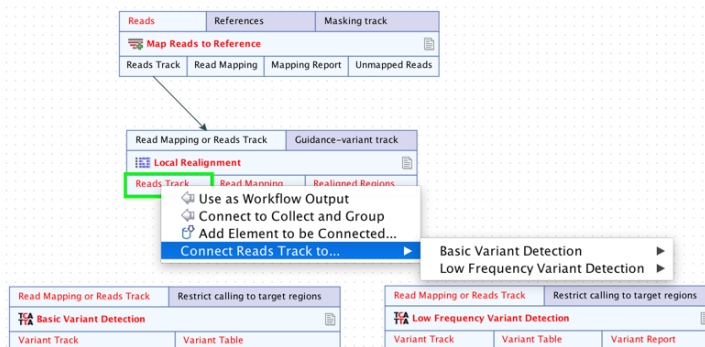 Reads References Masking track
Map Reads to Reference
Reads Track Read Mapping Mapping Report Unmapped Reads
Read Mapping or Reads Track Guidance-variant track
Local Realignment
Reads Track Read Mapping Realigned Regions
Use as Workflow Output
Connect to Collect and Group
Add Element to be Connected...
Connect Reads Track to...
Basic Variant Detection
Low Frequency Variant Detection
Read Mapping or Reads Track Restrict calling to target regions
TCA
TTA
Basic Variant Detection
Variant Track Variant Table
Read Mapping or Reads Track Restrict calling to target regions
TCA
TTA
Low Frequency Variant Detection
Variant Track Variant Table Variant Report